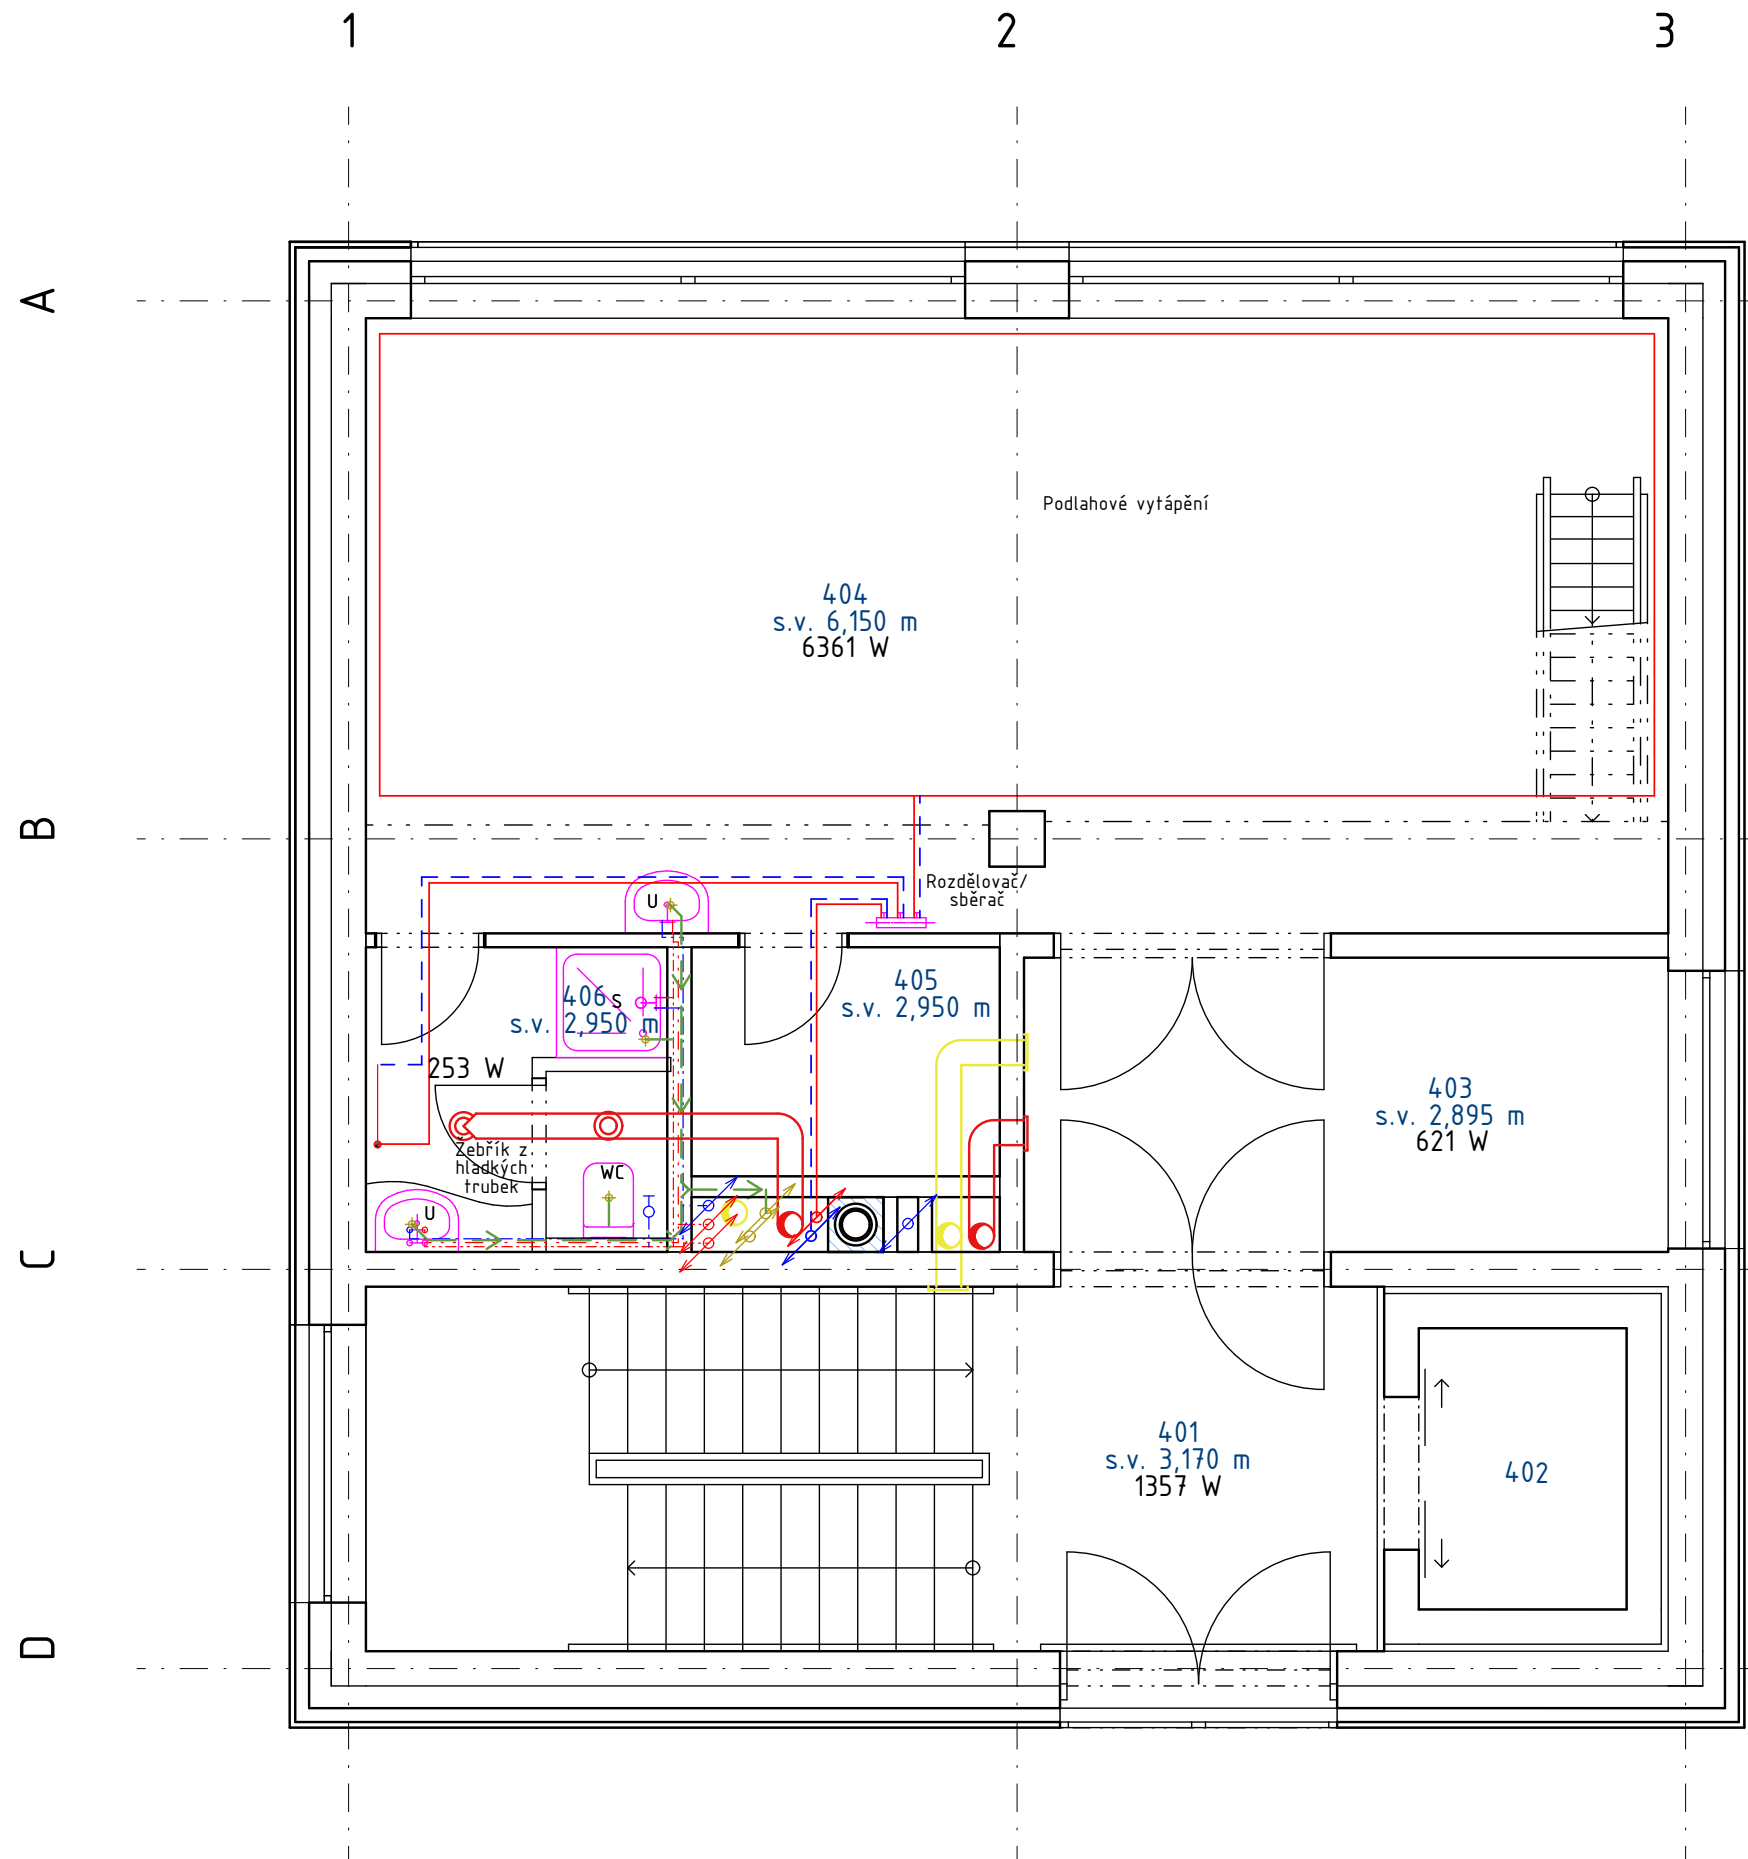 1
2
3
A
Podlahové vytápění
404
s.v. 6,150 m
6361 W
B
Rozdělovač/
sběrač
U
405
s.v. 2,950 m
406
S
s.v. 2,950 m
253 W
403
s.v. 2,895 m
621 W
Žebřík z
hladkých
trubek
WC
U
C
401
s.v. 3,170 m
1357 W
402
D